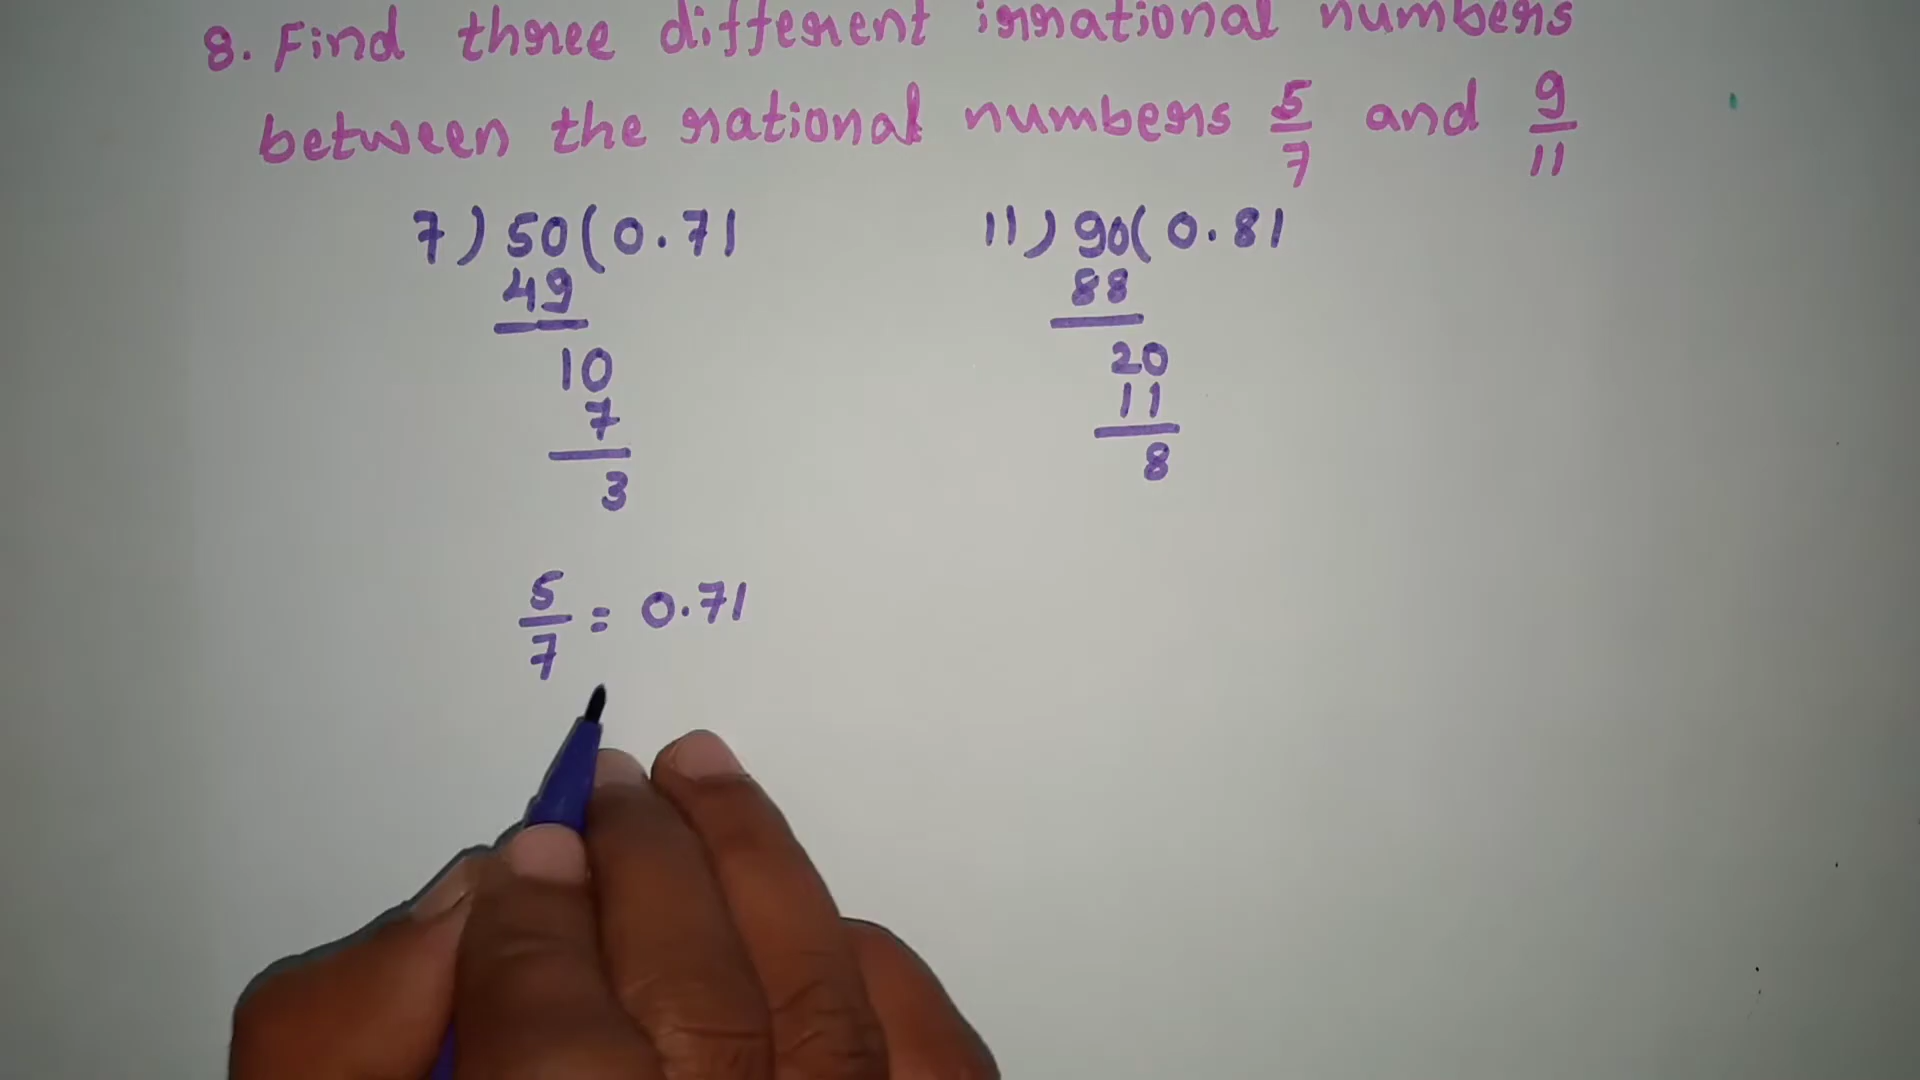 8. Find three different irrational numbers
between the rational numbers 5/7 and 9/11
7 ) 50 ( 0.71
49
10
7
3
11 ) 90 ( 0.81
88
20
11
8
5/7 = 0.71